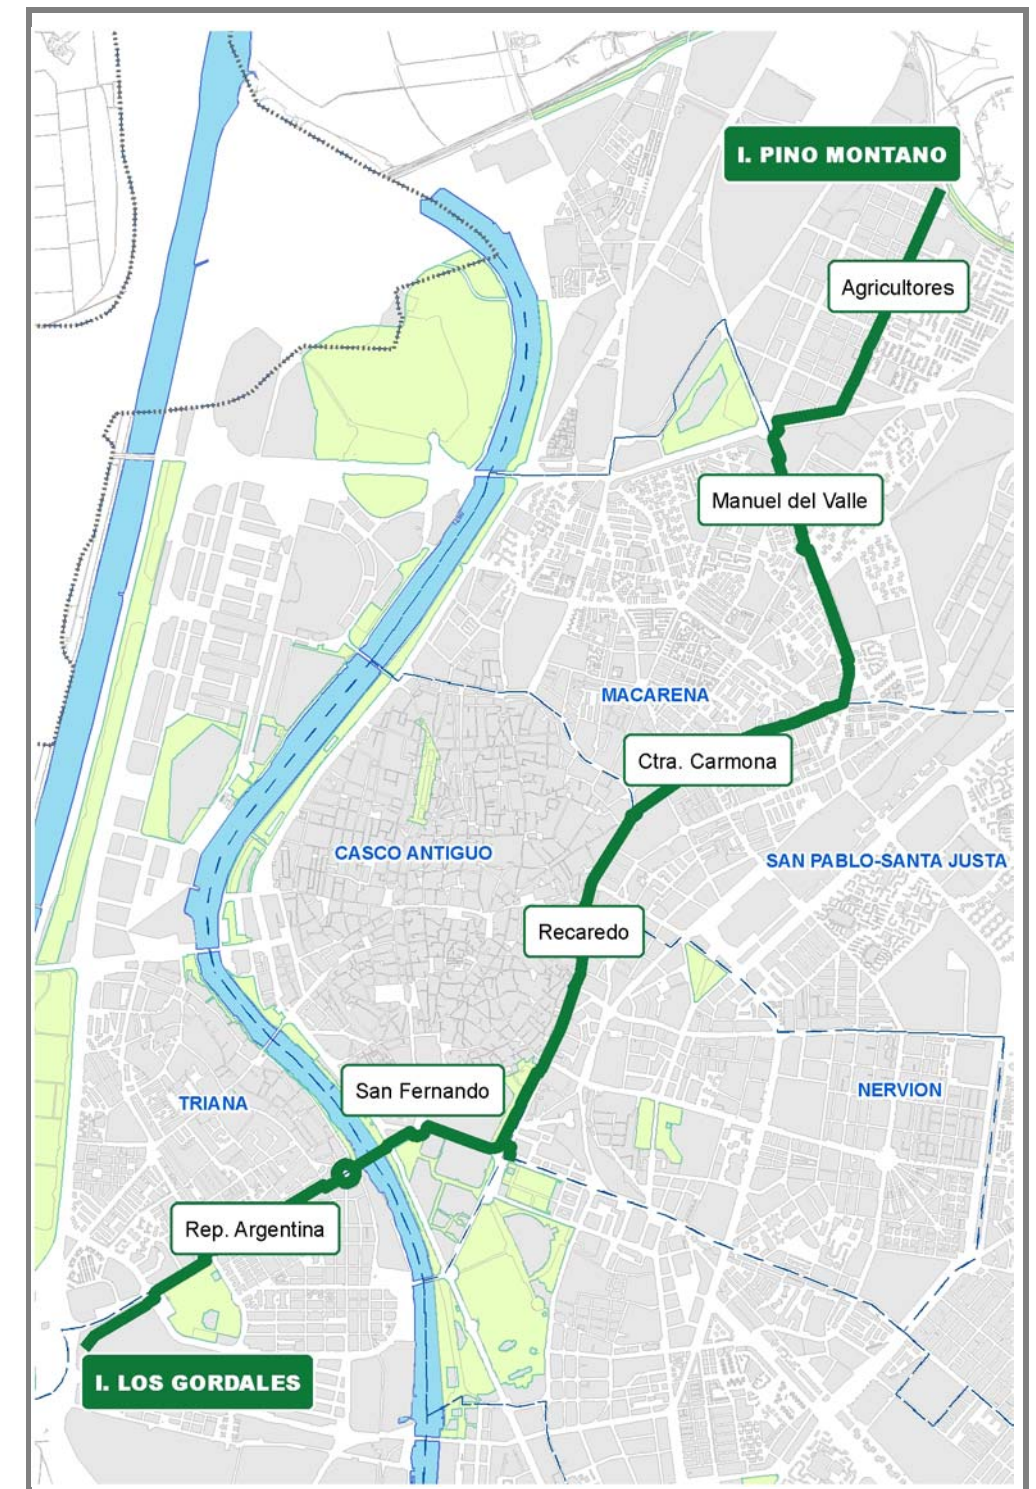 I. PINO MONTANO
Agricultores
Manuel del Valle
MACARENA
Ctra. Carmona
CASCO ANTIGUO
SAN PABLO-SANTA JUSTA
Recaredo
San Fernando
NERVION
TRIANA
Rep. Argentina
I. LOS GORDALES